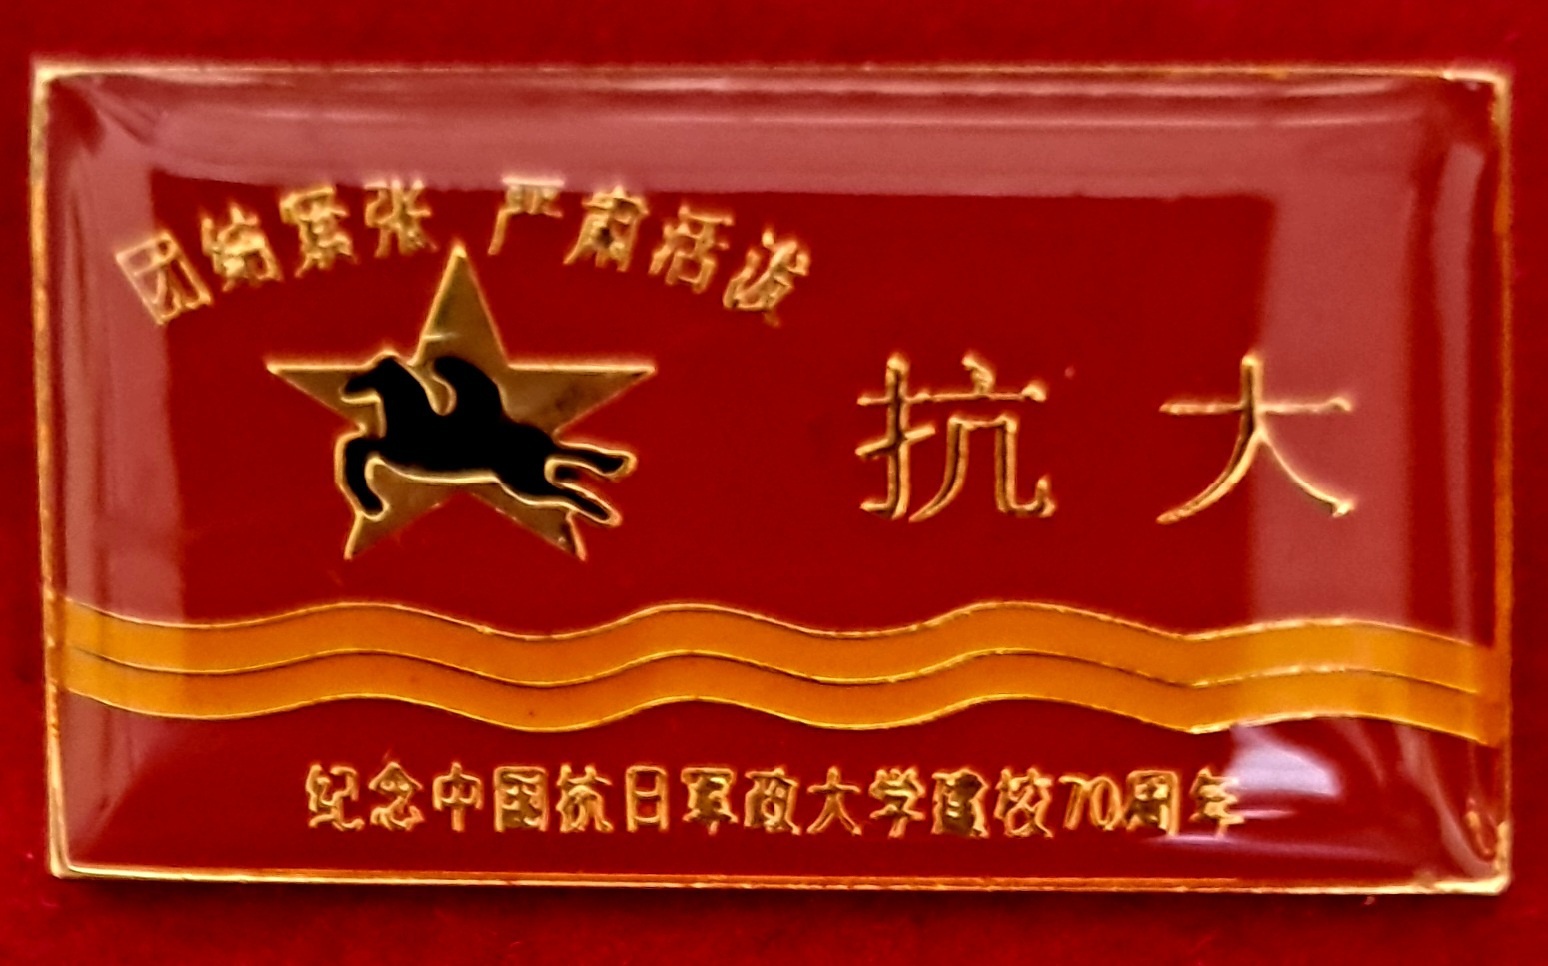 团结紧张 严肃活泼
抗大
纪念中国抗日军政大学建校70周年